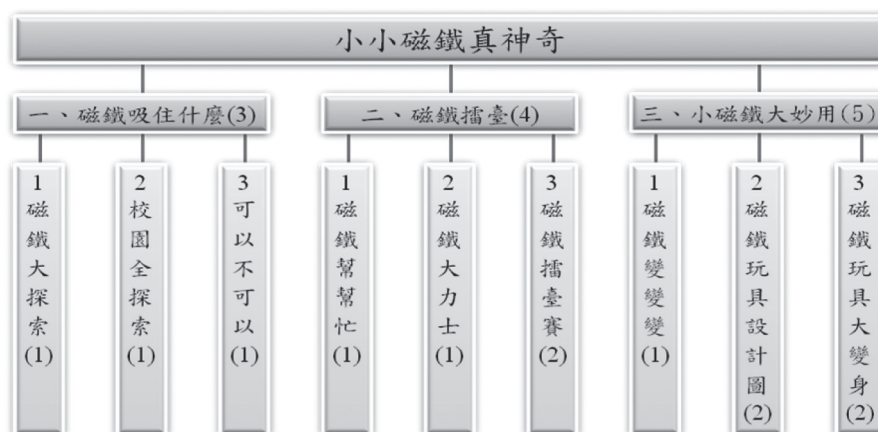 小小磁鐵真神奇
一、磁鐵吸住什麼(3)
二、磁鐵擂臺(4)
三、小磁鐵大妙用(5)
1磁鐵大探索(1)
2校園全探索(1)
3可以不可以(1)
1磁鐵幫幫忙(1)
2磁鐵大力士(1)
3磁鐵擂臺賽(2)
1磁鐵變變變(1)
2磁鐵玩具設計圖(2)
3磁鐵玩具大變身(2)